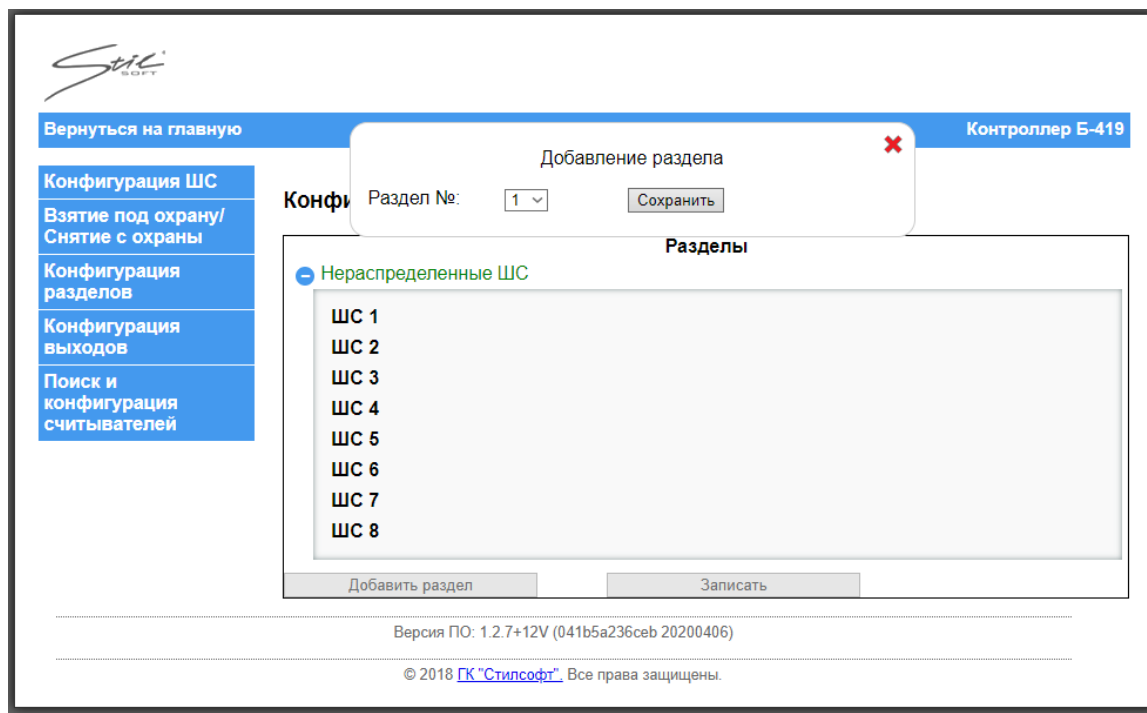 Stil
SOFT
Вернуться на главную
Контроллер Б-419
Добавление раздела
Раздел №: 1 Сохранить
Конфигурация ШС
Взятие под охрану/
Снятие с охраны
Конфигурация
разделов
Конфигурация
выходов
Поиск и
конфигурация
считывателей
Конфи
Разделы
Нераспределенные ШС
ШС 1
ШС 2
ШС 3
ШС 4
ШС 5
ШС 6
ШС 7
ШС 8
Добавить раздел
Записать
Версия ПО: 1.2.7+12V (041b5a236ceb 20200406)
© 2018 ГК "Стилсофт". Все права защищены.